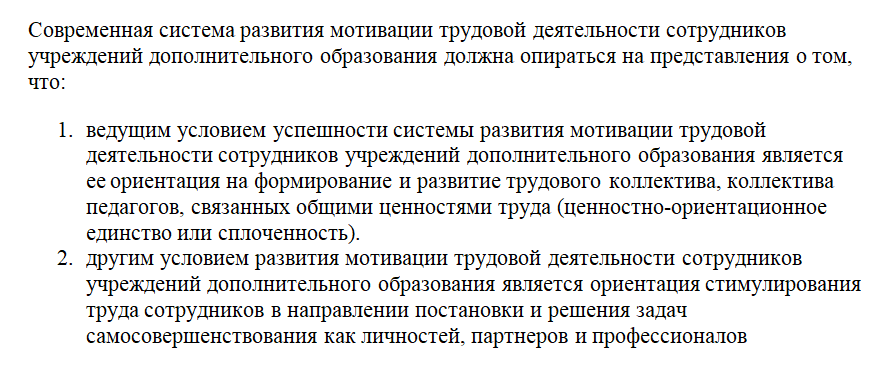 Современная система развития мотивации трудовой деятельности сотрудников
учреждений дополнительного образования должна опираться на представления о том,
что:
1. ведущим условием успешности системы развития мотивации трудовой
деятельности сотрудников учреждений дополнительного образования является
ее ориентация на формирование и развитие трудового коллектива, коллектива
педагогов, связанных общими ценностями труда (ценностно-ориентационное
единство или сплоченность).
2. другим условием развития мотивации трудовой деятельности сотрудников
учреждений дополнительного образования является ориентация стимулирования
труда сотрудников в направлении постановки и решения задач
самосовершенствования как личностей, партнеров и профессионалов